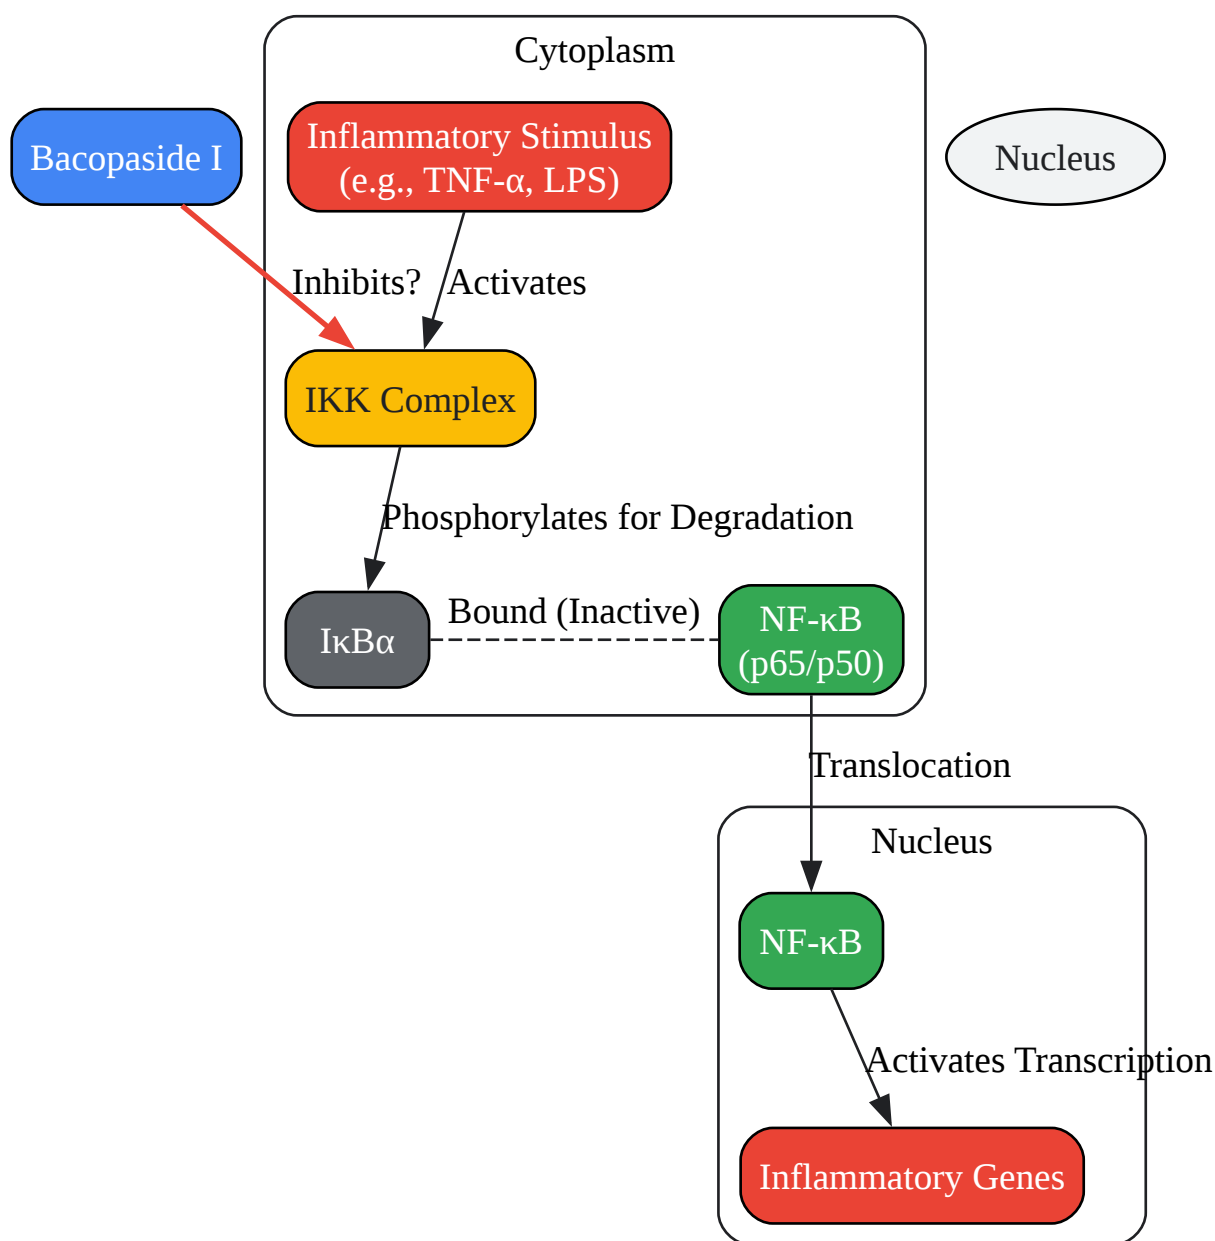 Cytoplasm
Bacopaside I
Inflammatory Stimulus
(e.g., TNF-α, LPS)
Nucleus
Inhibits?
Activates
IKK Complex
Phosphorylates for Degradation
IκBα
Bound (Inactive)
NF-κB
(p65/p50)
Translocation
Nucleus
NF-κB
Activates Transcription
Inflammatory Genes